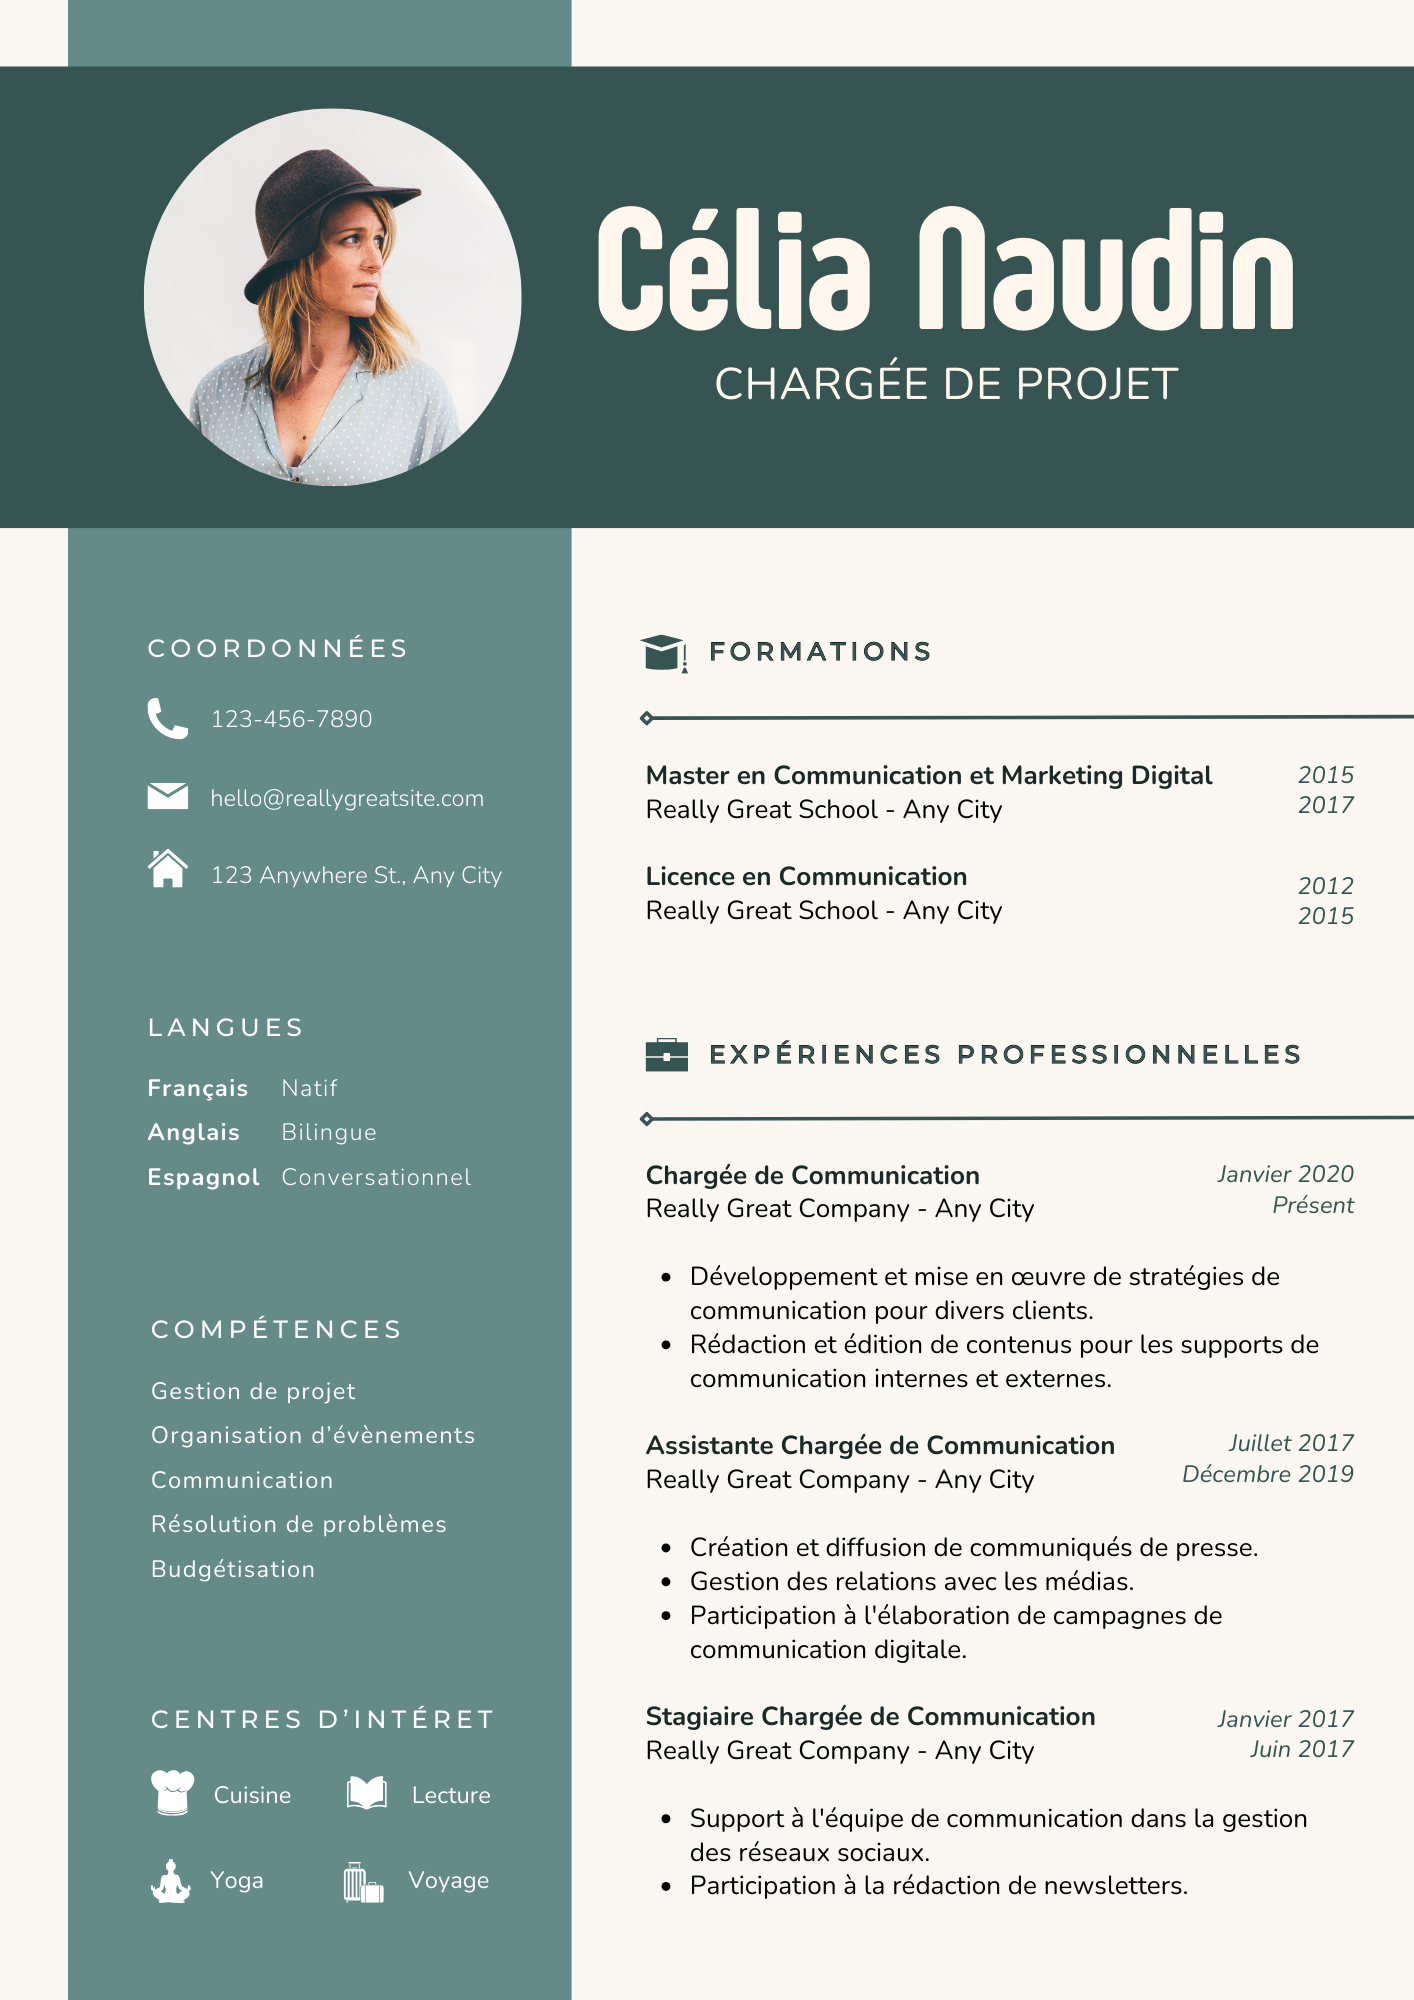 Célia Naudin
CHARGÉE DE PROJET
COORDONNÉES
123-456-7890
hello@reallygreatsite.com
123 Anywhere St., Any City
LANGUES
Français Natif
Anglais Bilingue
Espagnol Conversationnel
COMPÉTENCES
Gestion de projet
Organisation d’évènements
Communication
Résolution de problèmes
Budgétisation
CENTRES D’INTÉRET
Cuisine Lecture
Yoga Voyage
FORMATIONS
Master en Communication et Marketing Digital 2015
Really Great School - Any City 2017
Licence en Communication 2012
Really Great School - Any City 2015
EXPÉRIENCES PROFESSIONNELLES
Chargée de Communication Janvier 2020
Really Great Company - Any City Présent
• Développement et mise en œuvre de stratégies de
communication pour divers clients.
• Rédaction et édition de contenus pour les supports de
communication internes et externes.
Assistante Chargée de Communication Juillet 2017
Really Great Company - Any City Décembre 2019
• Création et diffusion de communiqués de presse.
• Gestion des relations avec les médias.
• Participation à l'élaboration de campagnes de
communication digitale.
Stagiaire Chargée de Communication Janvier 2017
Really Great Company - Any City Juin 2017
• Support à l'équipe de communication dans la gestion
des réseaux sociaux.
• Participation à la rédaction de newsletters.